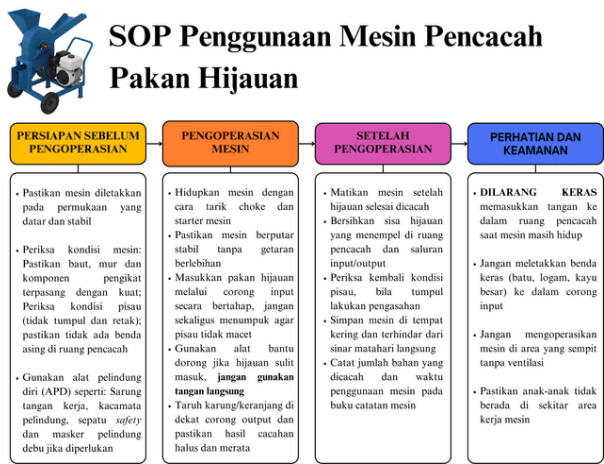 SOP Penggunaan Mesin Pencacah
Pakan Hijauan
PERSIAPAN SEBELUM
PENGOPERASIAN
• Pastikan mesin diletakkan
pada permukaan yang
datar dan stabil
• Periksa kondisi mesin:
Pastikan baut, mur dan
komponen pengikat
terpasang dengan kuat;
Periksa kondisi pisau
(tidak tumpul dan retak);
pastikan tidak ada benda
asing di ruang pencacah
• Gunakan alat pelindung
diri (APD) seperti: Sarung
tangan kerja, kacamata
pelindung, sepatu safety
dan masker pelindung
debu jika diperlukan
PENGOPERASIAN
MESIN
• Hidupkan mesin dengan
cara tarik choke dan
starter mesin
• Pastikan mesin berputar
stabil tanpa getaran
berlebihan
• Masukkan pakan hijauan
melalui corong input
secara bertahap, jangan
sekaligus menumpuk agar
pisau tidak macet
• Gunakan alat bantu
dorong jika hijauan sulit
masuk, jangan gunakan
tangan langsung
• Taruh karung/keranjang di
dekat corong output dan
pastikan hasil cacahan
halus dan merata
SETELAH
PENGOPERASIAN
• Matikan mesin setelah
hijauan selesai dicacah
• Bersihkan sisa hijauan
yang menempel di ruang
pencacah dan saluran
input/output
• Periksa kembali kondisi
pisau, bila tumpul
lakukan pengasahan
• Simpan mesin di tempat
kering dan terhindar dari
sinar matahari langsung
• Catat jumlah bahan yang
dicacah dan waktu
penggunaan mesin pada
buku catatan mesin
PERHATIAN DAN
KEAMANAN
• DILARANG KERAS
memasukkan tangan ke
dalam ruang pencacah
saat mesin masih hidup
• Jangan meletakkan benda
keras (batu, logam, kayu
besar) ke dalam corong
input
• Jangan mengoperasikan
mesin di area yang sempit
tanpa ventilasi
• Pastikan anak-anak tidak
berada di sekitar area
kerja mesin